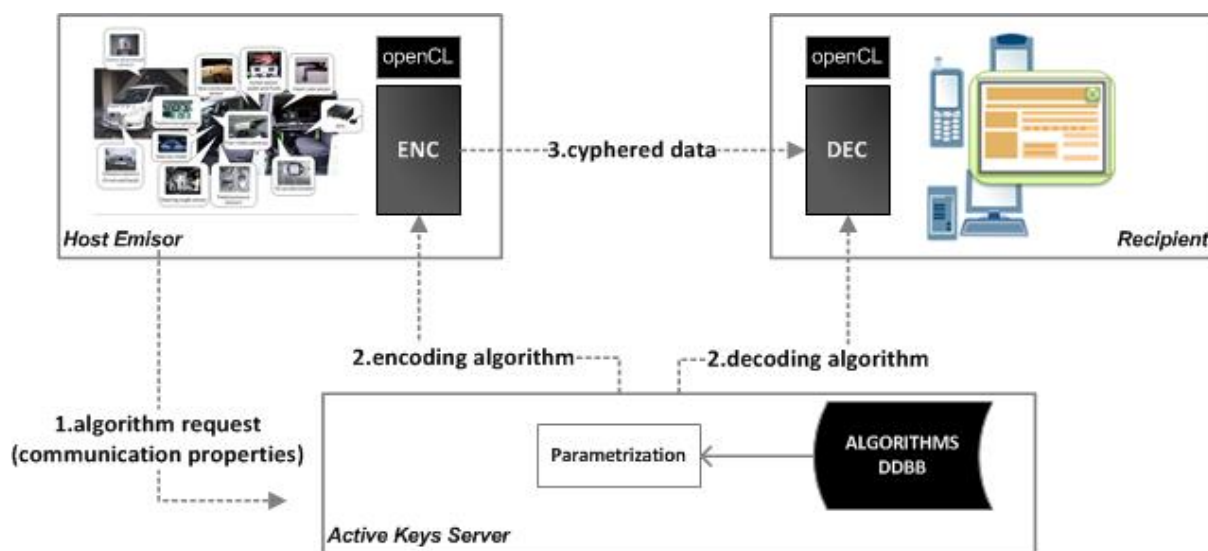 openCL
openCL
ENC
3.cyphered data
DEC
Host Emisor
Recipient
2.encoding algorithm
2.decoding algorithm
1.algorithm request
(communication properties)
Parametrization
ALGORITHMS
DDBB
Active Keys Server